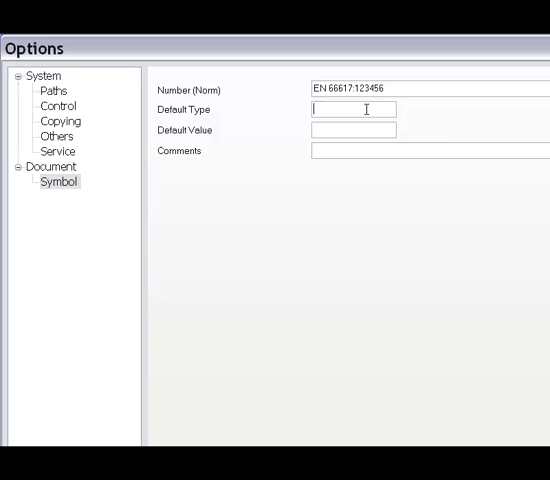 Options
System
Paths
Control
Copying
Others
Service
Document
Symbol
Number (Norm) EN 66617:123456
Default Type
Default Value
Comments